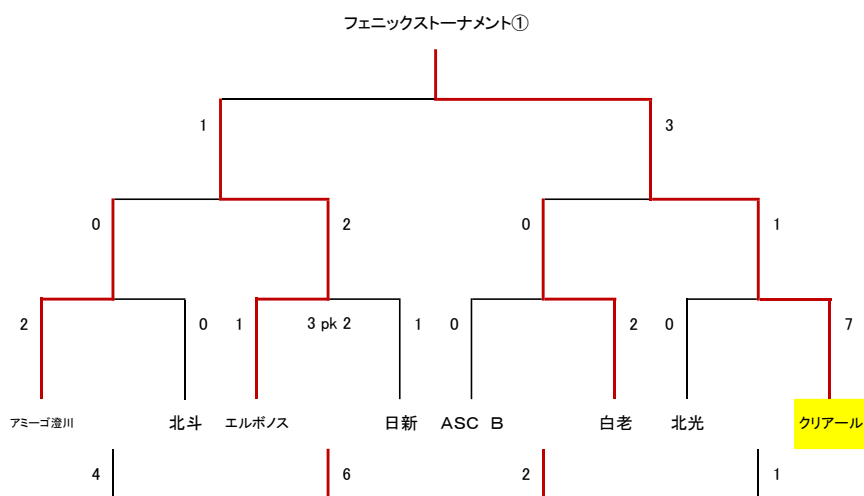 フェニックストーナメント①
1 3
0 2 0 1
2 0 1 3 pk 2 1 0 2 0 7
アミーゴ澄川 北斗 エルボノス 日新 ASC B 白老 北光 クリアール
4 6 2 1